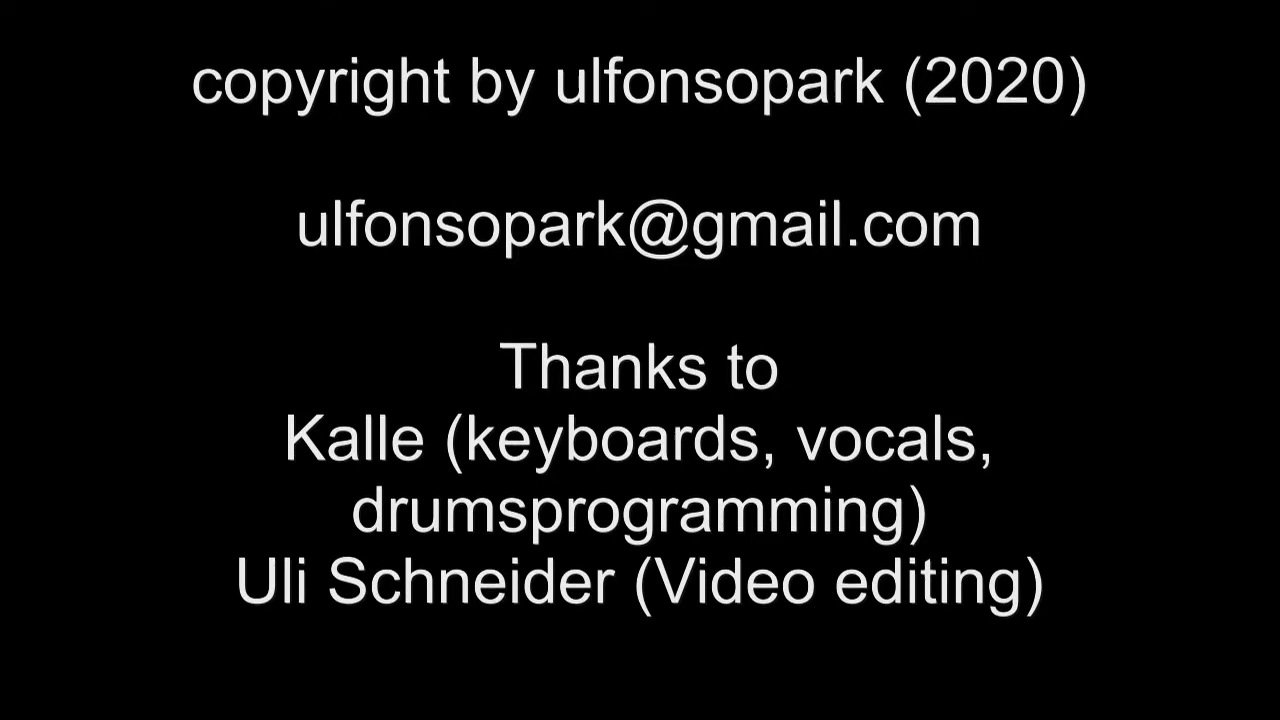 copyright by ulfonsopark (2020)
ulfonsopark@gmail.com
Thanks to
Kalle (keyboards, vocals,
drumsprogramming)
Uli Schneider (Video editing)